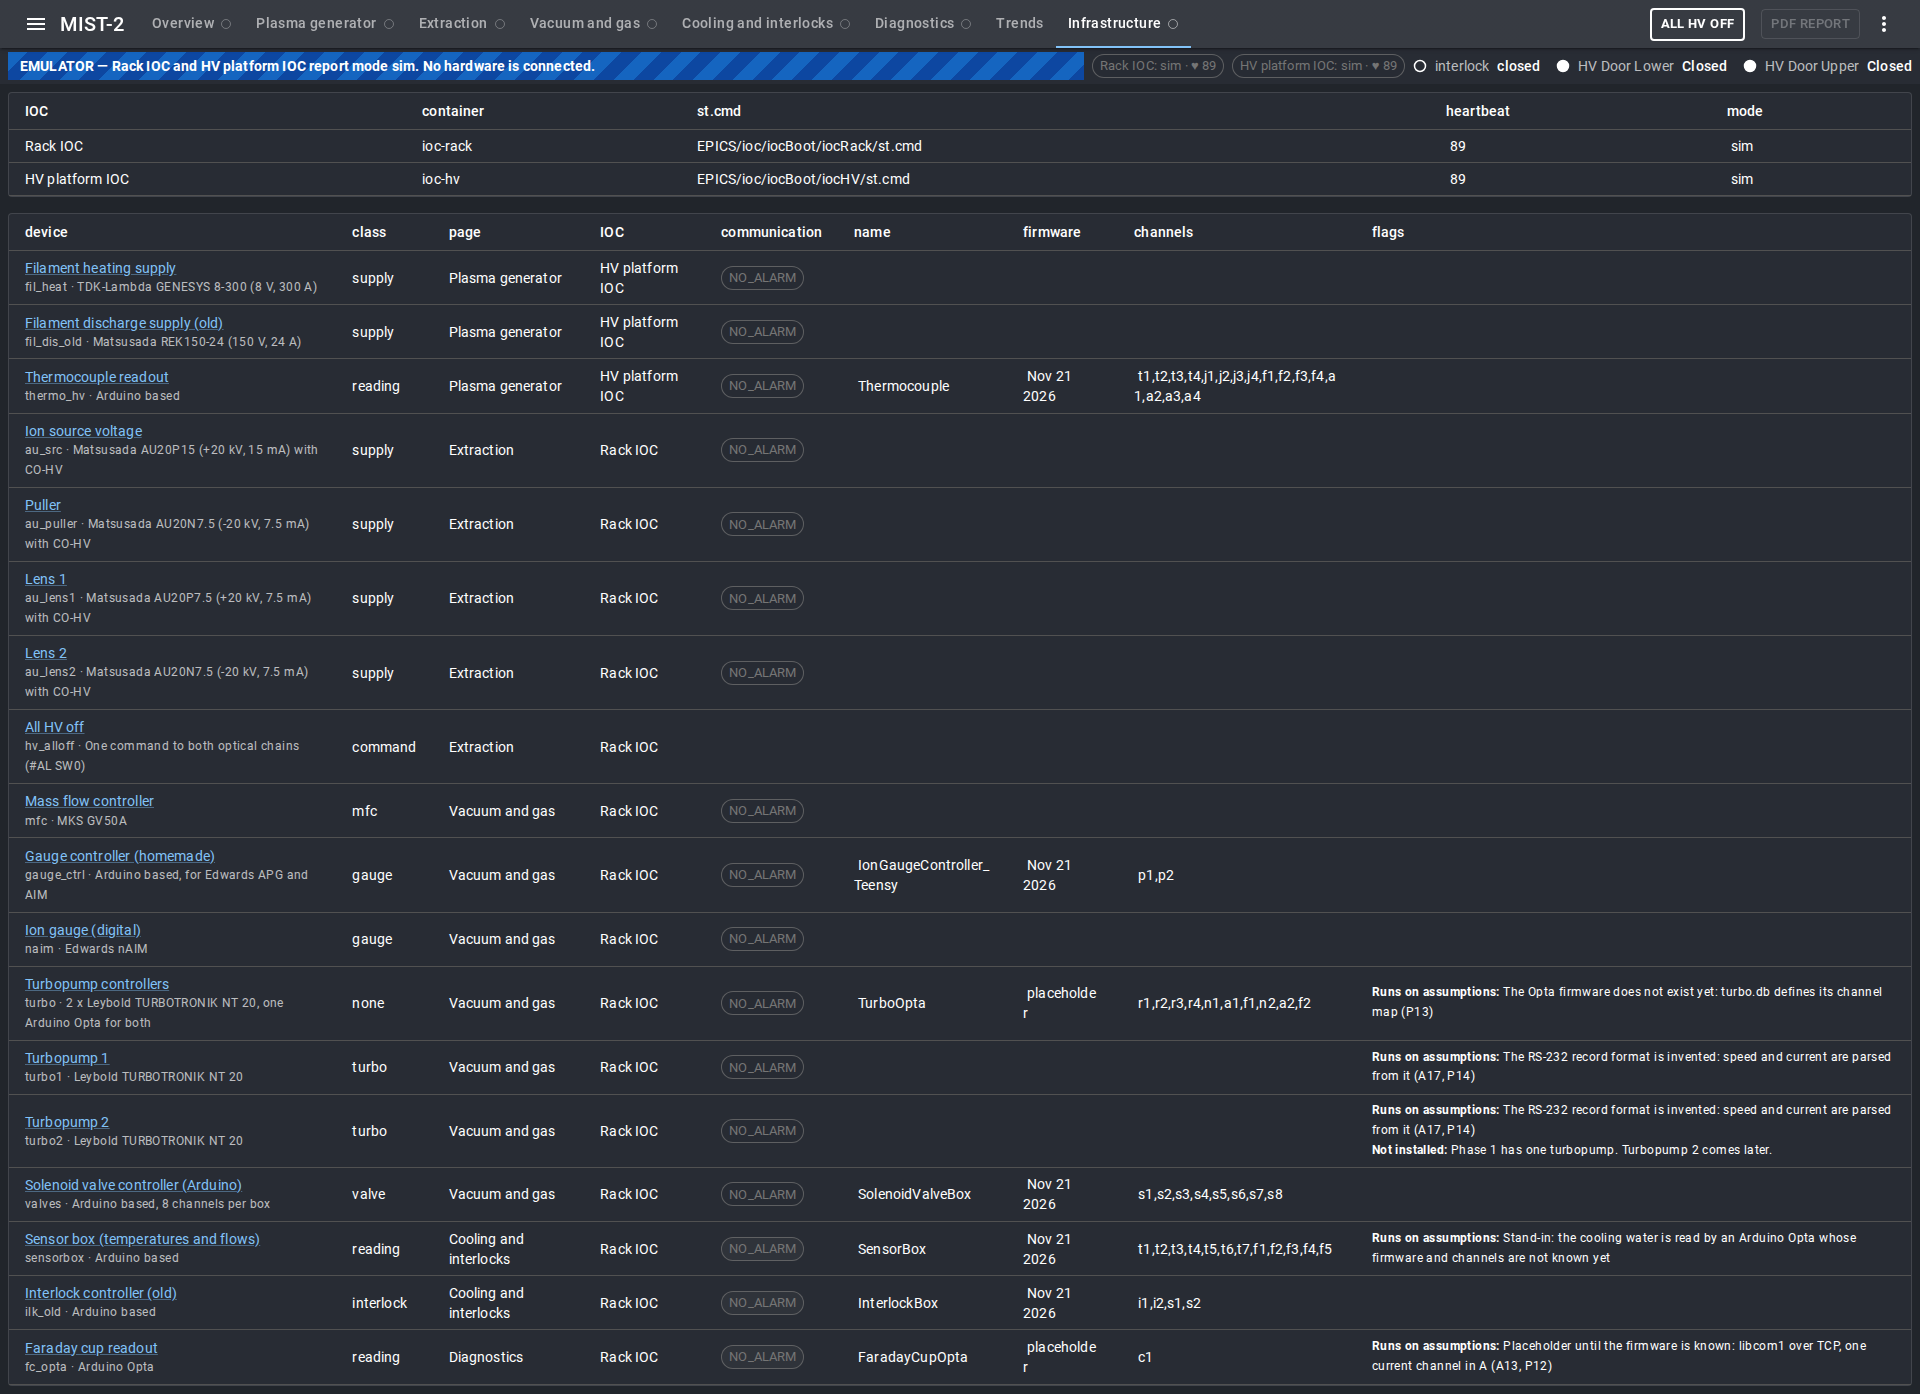 MIST-2 Overview Plasma generator Extraction Vacuum and gas Cooling and interlocks Diagnostics Trends Infrastructure ALL HV OFF PDF REPORT
EMULATOR — Rack IOC and HV platform IOC report mode sim. No hardware is connected. Rack IOC: sim · ♥ 89 HV platform IOC: sim · ♥ 89 interlock closed HV Door Lower Closed HV Door Upper Closed
IOC container st.cmd heartbeat mode
Rack IOC ioc-rack EPICS/ioc/iocBoot/iocRack/st.cmd 89 sim
HV platform IOC ioc-hv EPICS/ioc/iocBoot/iocHV/st.cmd 89 sim
device class page IOC communication name firmware channels flags
Filament heating supply
fil_heat · TDK-Lambda GENESYS 8-300 (8 V, 300 A)
supply Plasma generator
HV platform
IOC
NO_ALARM
Filament discharge supply (old)
fil_dis_old · Matsusada REK150-24 (150 V, 24 A)
supply Plasma generator
HV platform
IOC
NO_ALARM
Thermocouple readout
thermo_hv · Arduino based
reading Plasma generator
HV platform
IOC
NO_ALARM Thermocouple
Nov 21
2026
t1,t2,t3,t4,j1,j2,j3,j4,f1,f2,f3,f4,a
1,a2,a3,a4
Ion source voltage
au_src · Matsusada AU20P15 (+20 kV, 15 mA) with
CO-HV
supply Extraction Rack IOC NO_ALARM
Puller
au_puller · Matsusada AU20N7.5 (-20 kV, 7.5 mA)
with CO-HV
supply Extraction Rack IOC NO_ALARM
Lens 1
au_lens1 · Matsusada AU20P7.5 (+20 kV, 7.5 mA)
with CO-HV
supply Extraction Rack IOC NO_ALARM
Lens 2
au_lens2 · Matsusada AU20N7.5 (-20 kV, 7.5 mA)
with CO-HV
supply Extraction Rack IOC NO_ALARM
All HV off
hv_alloff · One command to both optical chains
(#AL SW0)
command Extraction Rack IOC
Mass flow controller
mfc · MKS GV50A
mfc Vacuum and gas Rack IOC NO_ALARM
Gauge controller (homemade)
gauge_ctrl · Arduino based, for Edwards APG and
AIM
gauge Vacuum and gas Rack IOC NO_ALARM
IonGaugeController_
Teensy
Nov 21
2026
p1,p2
Ion gauge (digital)
naim · Edwards nAIM
gauge Vacuum and gas Rack IOC NO_ALARM
Turbopump controllers
turbo · 2 x Leybold TURBOTRONIK NT 20, one
Arduino Opta for both
none Vacuum and gas Rack IOC NO_ALARM TurboOpta
placeholde
r
r1,r2,r3,r4,n1,a1,f1,n2,a2,f2
Runs on assumptions: The Opta firmware does not exist yet: turbo.db defines its channel
map (P13)
Turbopump 1
turbo1 · Leybold TURBOTRONIK NT 20
turbo Vacuum and gas Rack IOC NO_ALARM
Runs on assumptions: The RS-232 record format is invented: speed and current are parsed
from it (A17, P14)
Turbopump 2
turbo2 · Leybold TURBOTRONIK NT 20
turbo Vacuum and gas Rack IOC NO_ALARM
Runs on assumptions: The RS-232 record format is invented: speed and current are parsed
from it (A17, P14)
Not installed: Phase 1 has one turbopump. Turbopump 2 comes later.
Solenoid valve controller (Arduino)
valves · Arduino based, 8 channels per box
valve Vacuum and gas Rack IOC NO_ALARM SolenoidValveBox
Nov 21
2026
s1,s2,s3,s4,s5,s6,s7,s8
Sensor box (temperatures and flows)
sensorbox · Arduino based
reading
Cooling and
interlocks
Rack IOC NO_ALARM SensorBox
Nov 21
2026
t1,t2,t3,t4,t5,t6,t7,f1,f2,f3,f4,f5
Runs on assumptions: Stand-in: the cooling water is read by an Arduino Opta whose
firmware and channels are not known yet
Interlock controller (old)
ilk_old · Arduino based
interlock
Cooling and
interlocks
Rack IOC NO_ALARM InterlockBox
Nov 21
2026
i1,i2,s1,s2
Faraday cup readout
fc_opta · Arduino Opta
reading Diagnostics Rack IOC NO_ALARM FaradayCupOpta
placeholde
r
c1
Runs on assumptions: Placeholder until the firmware is known: libcom1 over TCP, one
current channel in A (A13, P12)